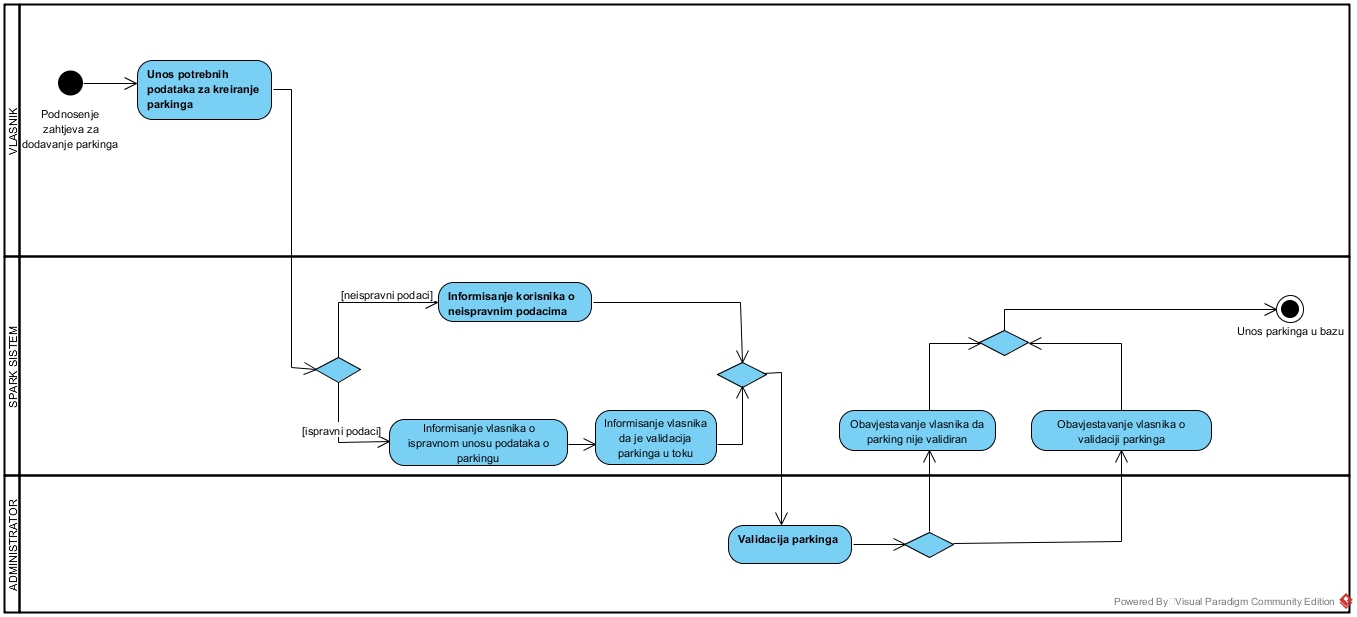 VLASNIK
Podnosenje
zahtjeva za
dodavanje parkinga
Unos potrebnih
podataka za kreiranje
parkinga
SPARK SISTEM
[neispravni podaci]
Informisanje korisnika o
neispravnim podacima
[ispravni podaci]
Informisanje vlasnika o
ispravnom unosu podataka o
parkingu
Informisanje vlasnika
da je validacija
parkinga u toku
Obavjestavanje vlasnika da
parking nije validiran
Obavjestavanje vlasnika o
validaciji parkinga
Unos parkinga u bazu
ADMINISTRATOR
Validacija parkinga
Powered By Visual Paradigm Community Edition